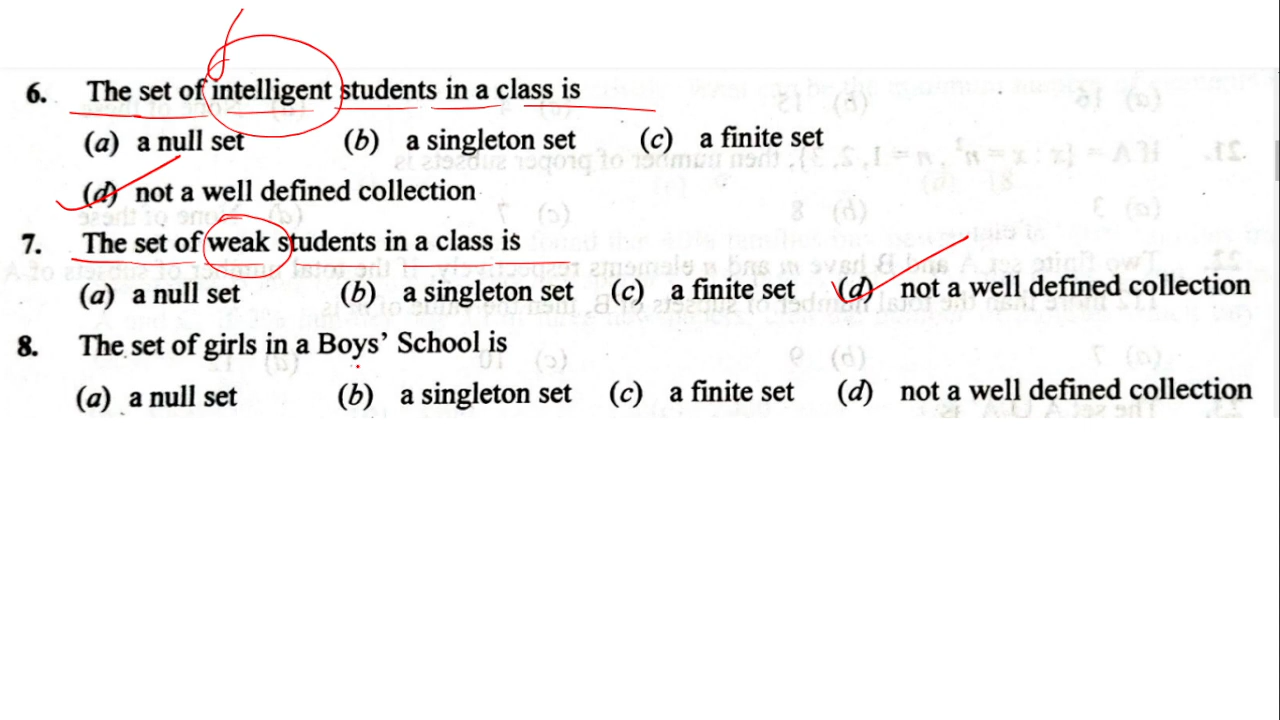 6. The set of intelligent students in a class is
(a) a null set (b) a singleton set (c) a finite set
(d) not a well defined collection
7. The set of weak students in a class is
(a) a null set (b) a singleton set (c) a finite set (d) not a well defined collection
8. The set of girls in a Boys' School is
(a) a null set (b) a singleton set (c) a finite set (d) not a well defined collection